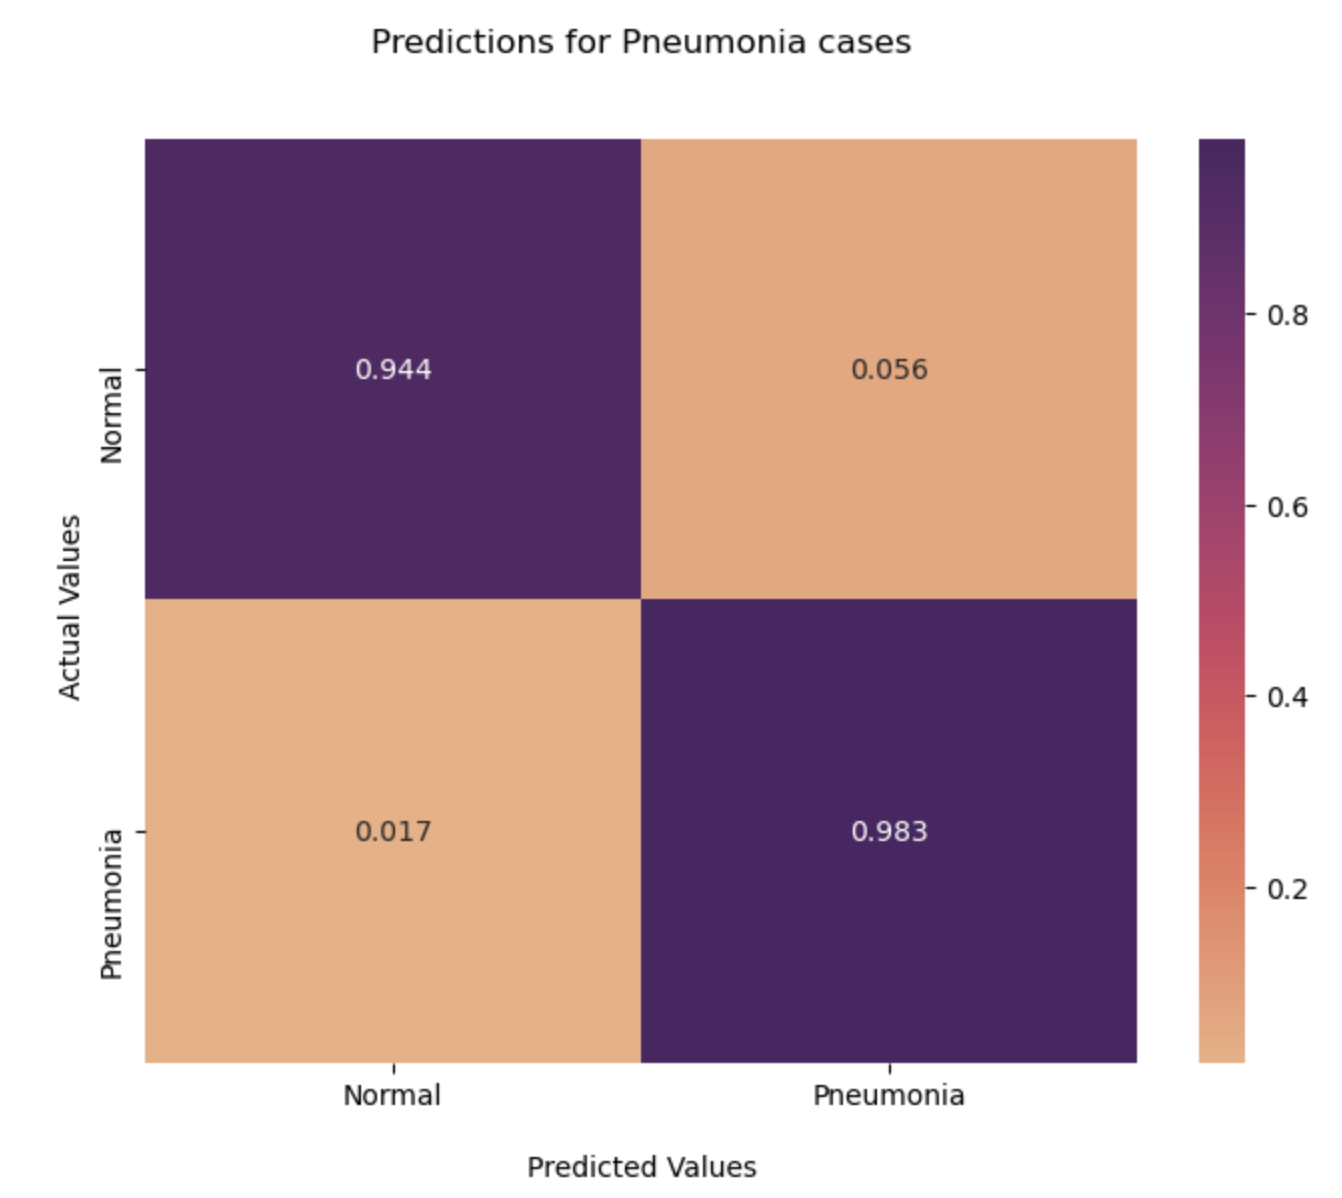 Predictions for Pneumonia cases
Actual Values
Normal
0.944
0.056
Pneumonia
0.017
0.983
Normal
Pneumonia
Predicted Values
0.8
0.6
0.4
0.2